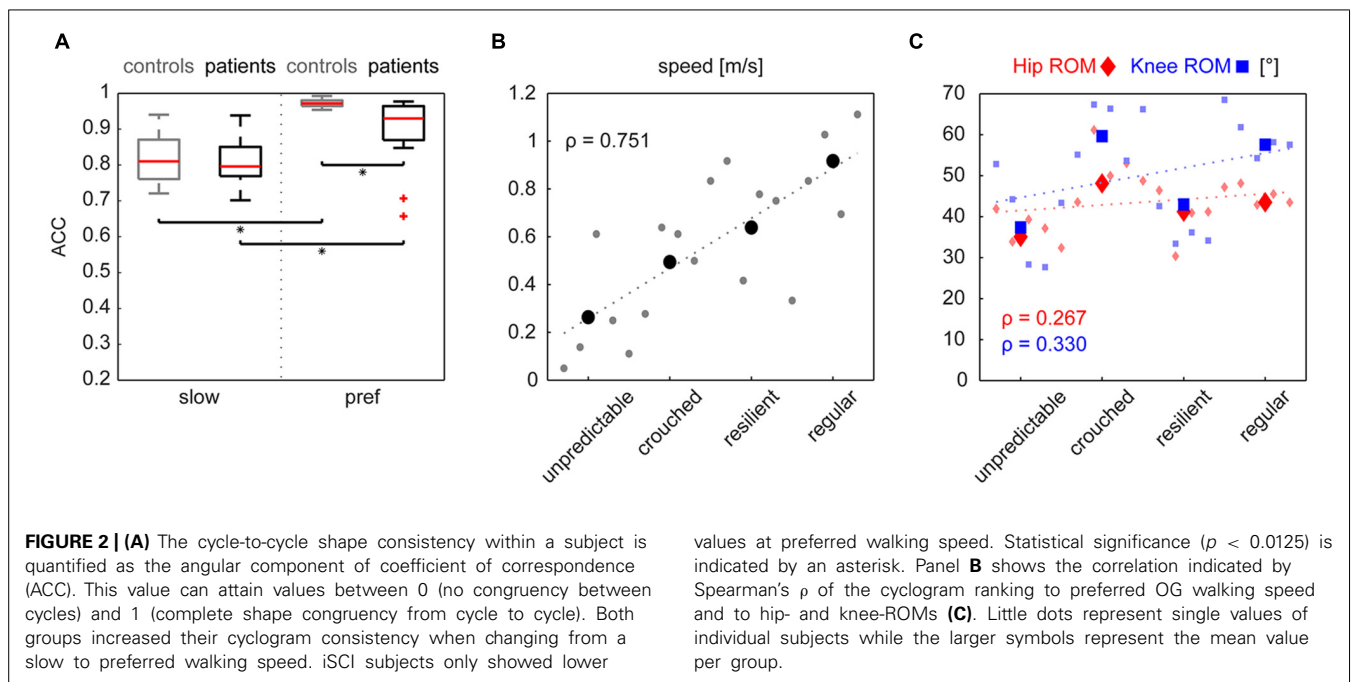 A
controls patients controls patients
1
0.9
0.8
0.7
0.6
0.5
0.4
0.3
0.2
ACC
*
*
*
slow pref
B
speed [m/s]
1.2
1
0.8
0.6
0.4
0.2
0
ρ = 0.751
unpredictable
crouched
resilient
regular
C
Hip ROM Knee ROM [°]
70
60
50
40
30
20
10
0
ρ = 0.267
ρ = 0.330
unpredictable
crouched
resilient
regular
FIGURE 2 | (A) The cycle-to-cycle shape consistency within a subject is
quantified as the angular component of coefficient of correspondence
(ACC). This value can attain values between 0 (no congruency between
cycles) and 1 (complete shape congruency from cycle to cycle). Both
groups increased their cyclogram consistency when changing from a
slow to preferred walking speed. iSCI subjects only showed lower
values at preferred walking speed. Statistical significance (p < 0.0125) is
indicated by an asterisk. Panel B shows the correlation indicated by
Spearman's ρ of the cyclogram ranking to preferred OG walking speed
and to hip- and knee-ROMs (C). Little dots represent single values of
individual subjects while the larger symbols represent the mean value
per group.